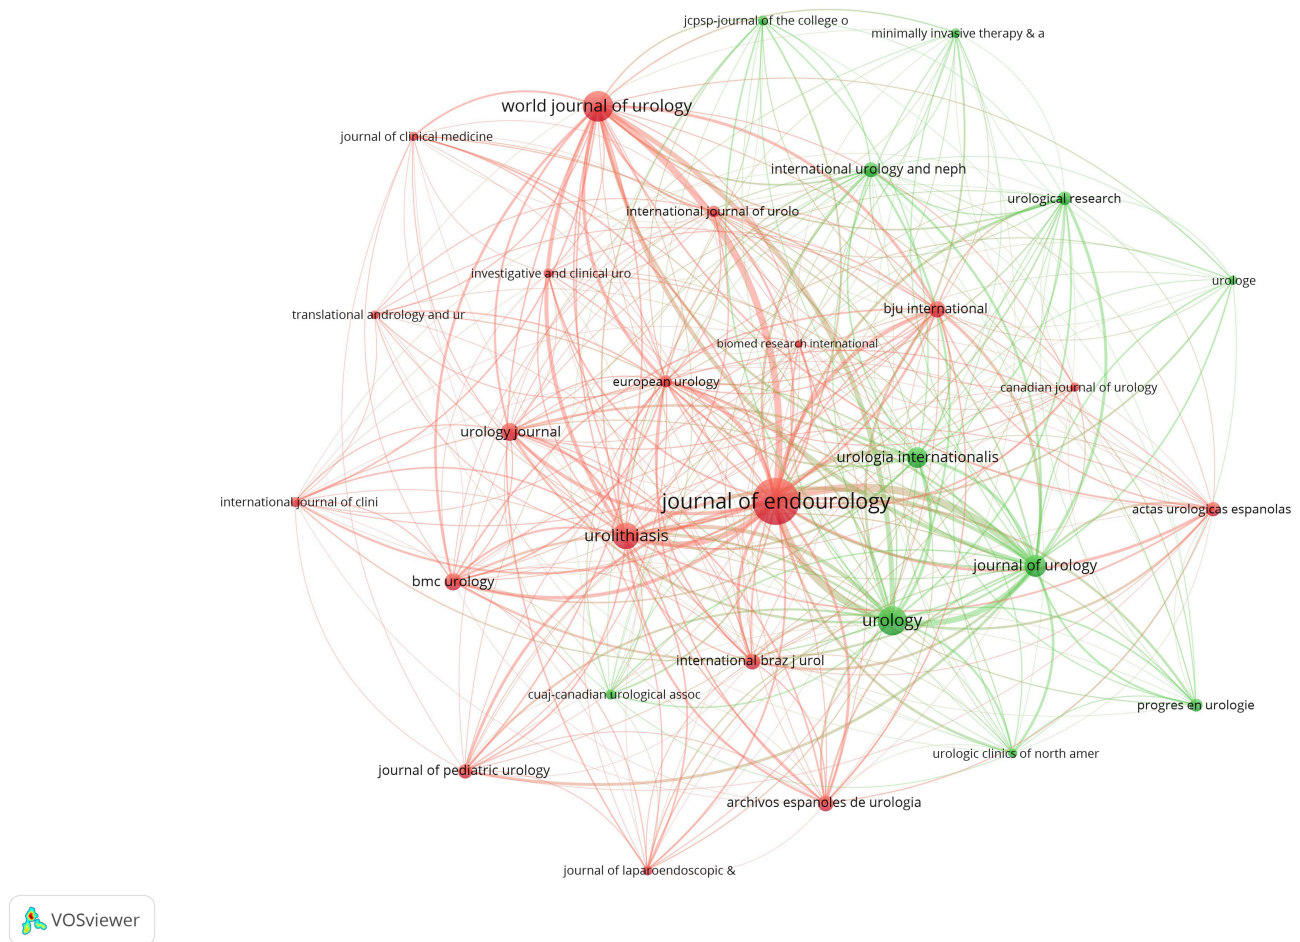 jcpsp-journal of the college o
minimally invasive therapy & a
world journal of urology
journal of clinical medicine
international urology and neph
urological research
international journal of urolo
investigative and clinical uro
urologe
translational andrology and ur
bju international
biomed research international
european urology
canadian journal of urology
urology journal
urologia internationalis
journal of endourology
international journal of clini
actas urologicas espanolas
urolithiasis
journal of urology
bmc urology
urology
international braz j urol
cuaj-canadian urological assoc
progres en urologie
urologic clinics of north amer
journal of pediatric urology
archivos espanoles de urologia
journal of laparoendoscopic &
VOSviewer